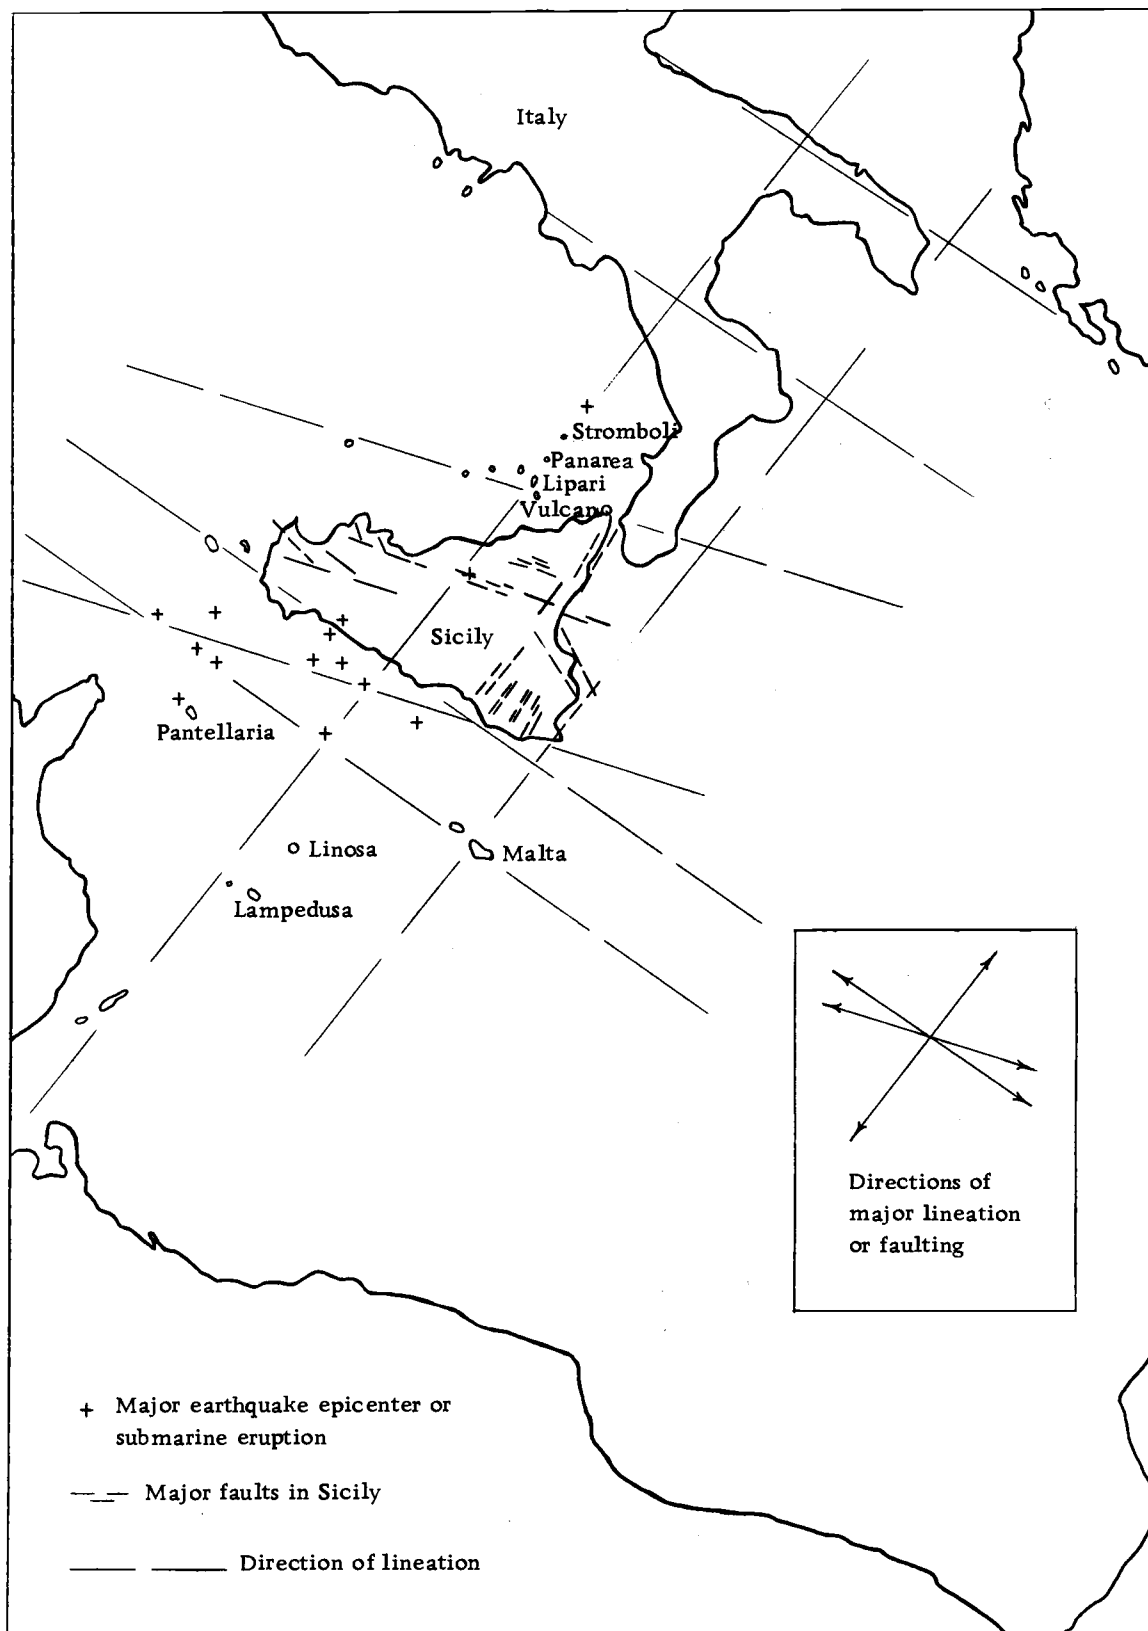 Italy
Stromboli
Panarea
Lipari
Vulcano
Sicily
Pantellaria
Linosa
Malta
Lampedusa
Directions of
major lineation
or faulting
+ Major earthquake epicenter or
submarine eruption
Major faults in Sicily
Direction of lineation